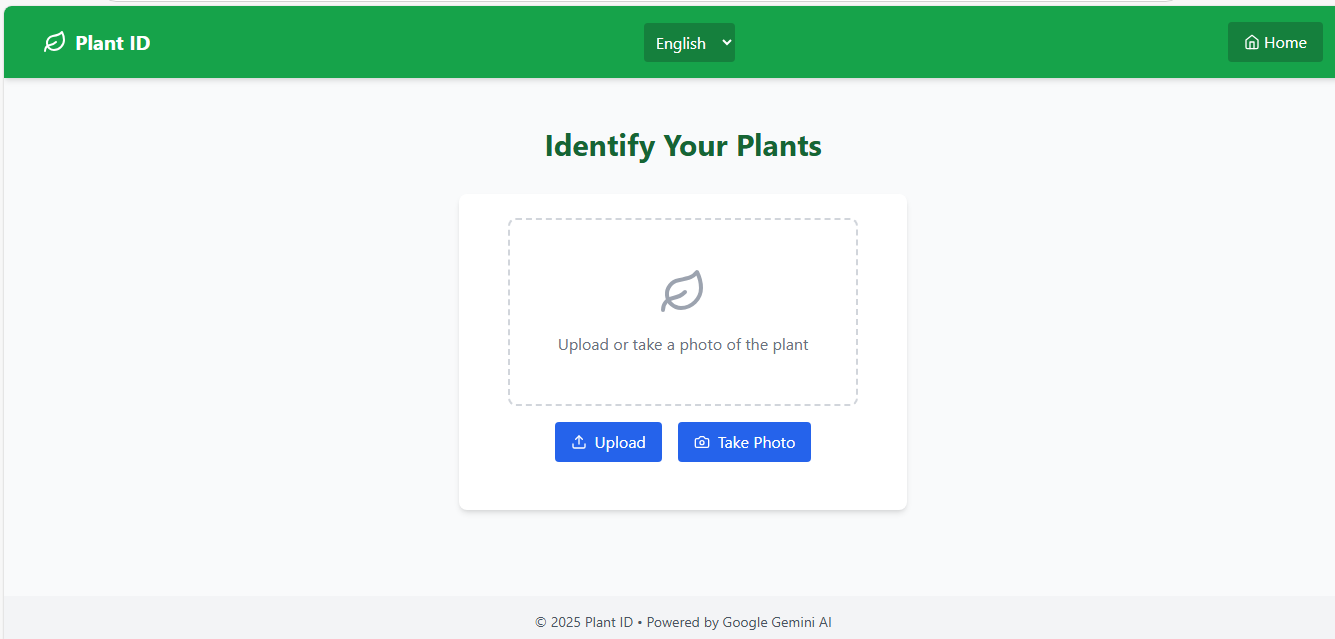 Plant ID
English
Home
Identify Your Plants
Upload or take a photo of the plant
Upload
Take Photo
© 2025 Plant ID • Powered by Google Gemini AI